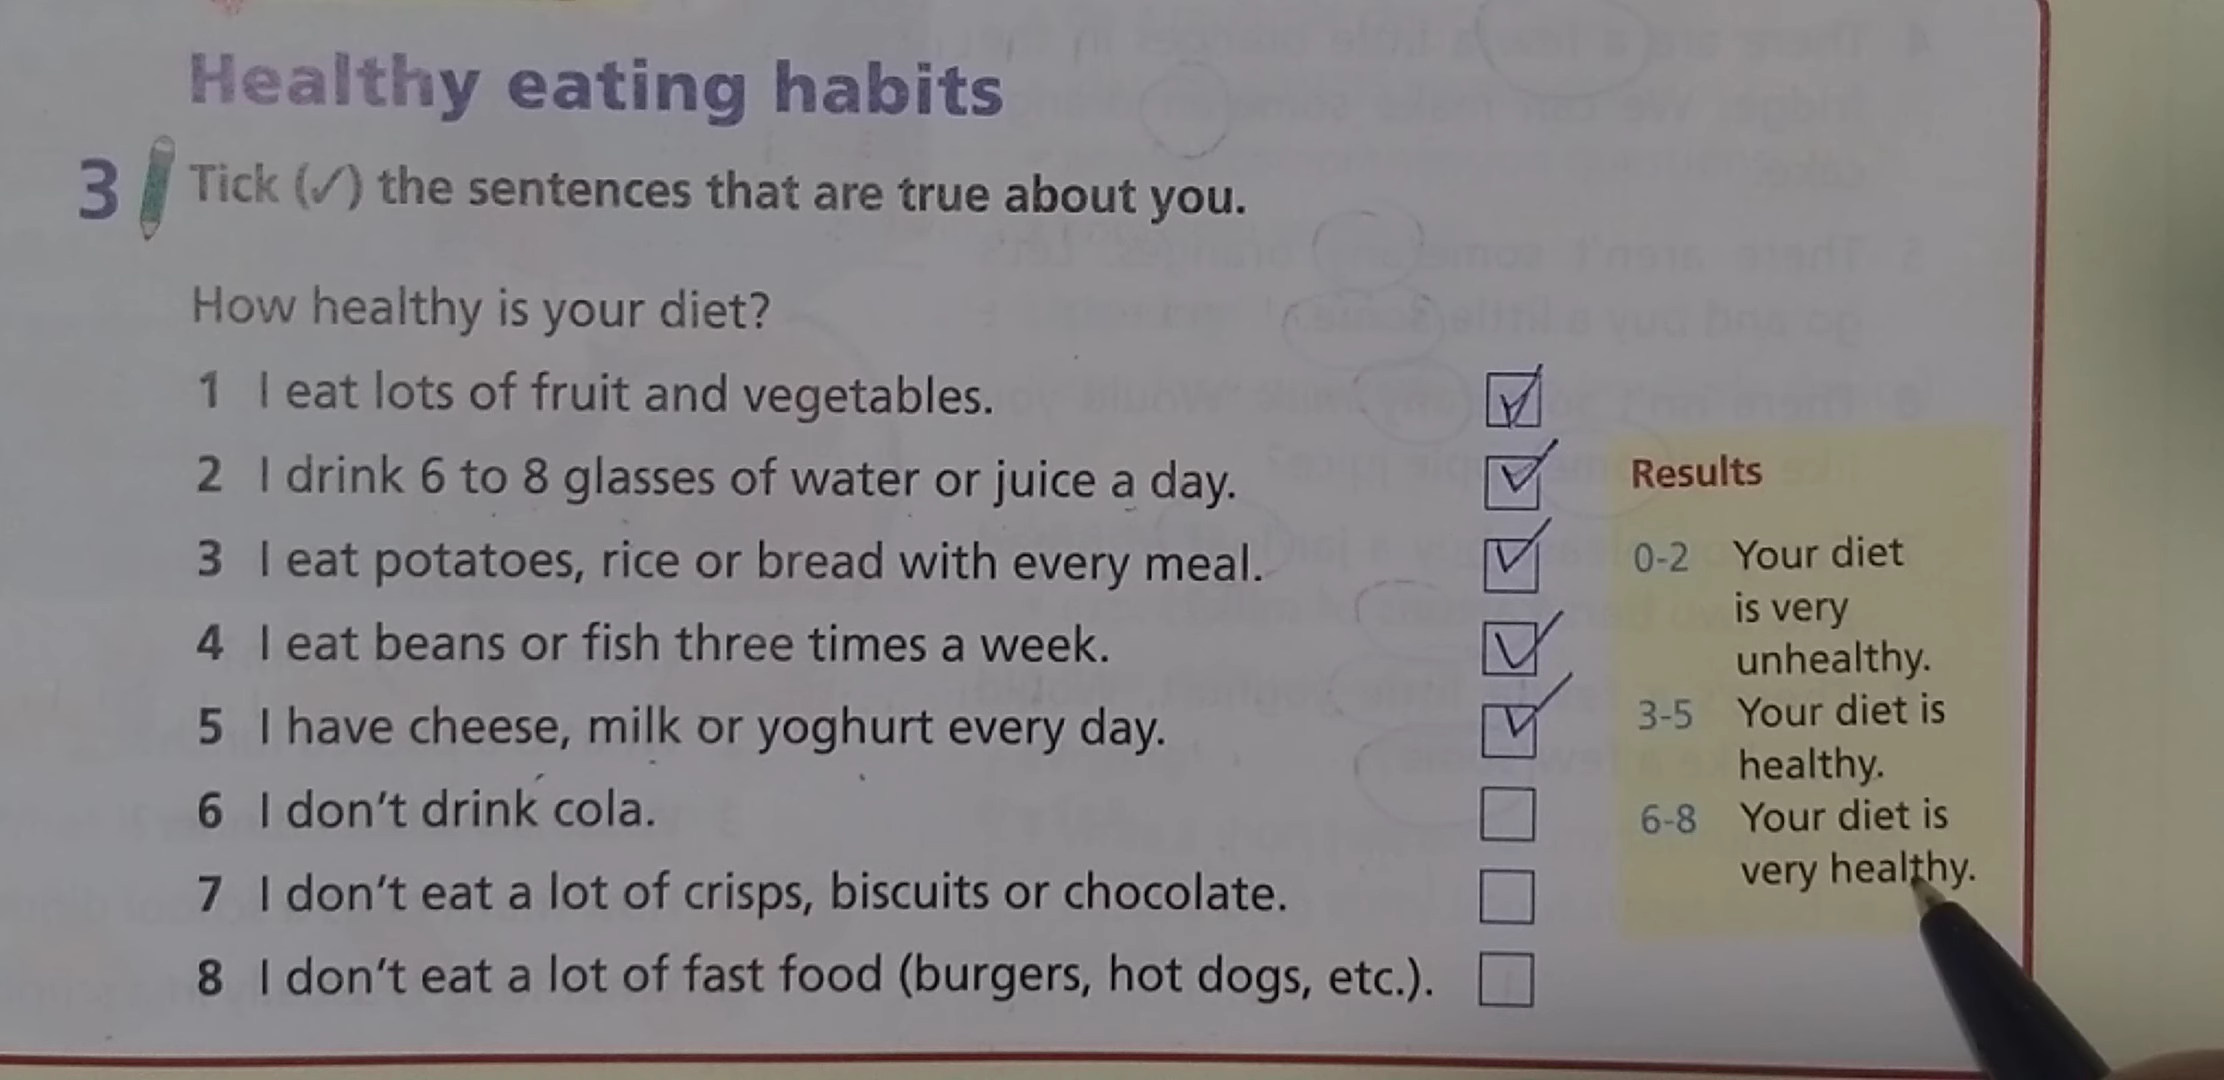 Healthy eating habits
3 Tick (✓) the sentences that are true about you.
How healthy is your diet?
1 I eat lots of fruit and vegetables.
2 I drink 6 to 8 glasses of water or juice a day.
3 I eat potatoes, rice or bread with every meal.
4 I eat beans or fish three times a week.
5 I have cheese, milk or yoghurt every day.
6 I don't drink cola.
7 I don't eat a lot of crisps, biscuits or chocolate.
8 I don't eat a lot of fast food (burgers, hot dogs, etc.).
Results
0-2 Your diet
is very
unhealthy.
3-5 Your diet is
healthy.
6-8 Your diet is
very healthy.